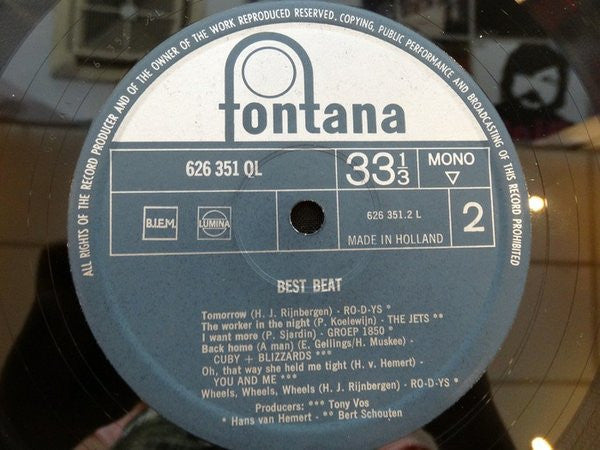 ALL RIGHTS OF THE RECORD PRODUCER AND OF THE OWNER OF THE WORK REPRODUCED RESERVED. COPYING, PUBLIC PERFORMANCE AND BROADCASTING OF THIS RECORD PROHIBITED
fontana
626 351 QL
33 1/3
MONO
B.I.E.M.
LUMINA
626 351.2 L
MADE IN HOLLAND
2
BEST BEAT
Tomorrow (H. J. Rijnbergen) - RO-D-YS *
The worker in the night (P. Koelewijn) - THE JETS **
I want more (P. Sjardin) - GROEP 1850 *
Back home (A man) (E. Gellings/H. Muskee) -
CUBY + BLIZZARDS ***
Oh, that way she held me tight (H. v. Hemert) -
YOU AND ME ***
Wheels, Wheels, Wheels (H. J. Rijnbergen) - RO-D-YS *
Producers: *** Tony Vos
* Hans van Hemert - ** Bert Schouten